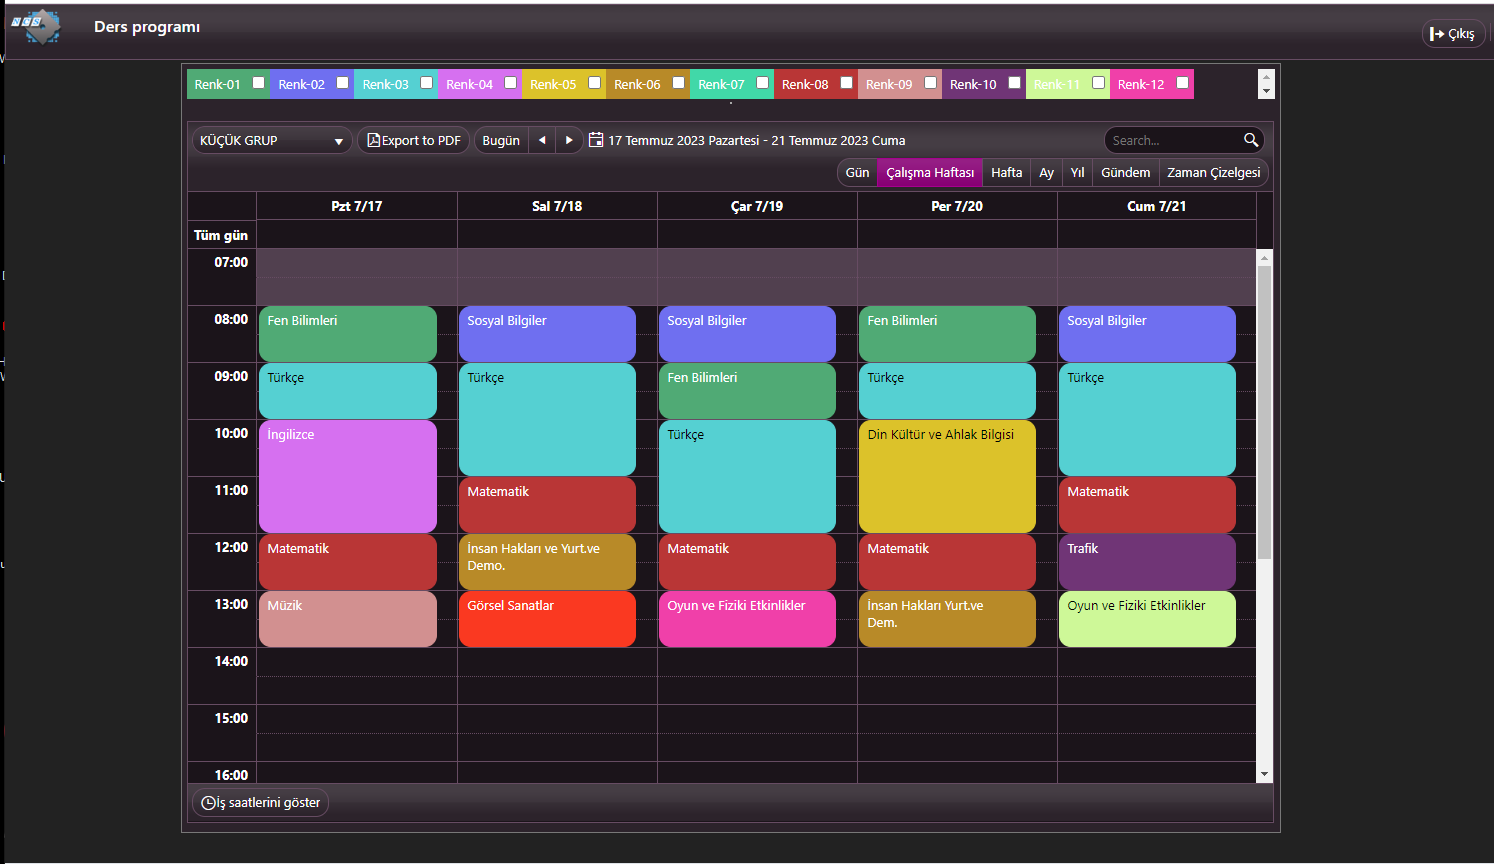 NCS
Ders programı
Çıkış
Renk-01 Renk-02 Renk-03 Renk-04 Renk-05 Renk-06 Renk-07 Renk-08 Renk-09 Renk-10 Renk-11 Renk-12
KÜÇÜK GRUP Export to PDF Bugün 17 Temmuz 2023 Pazartesi - 21 Temmuz 2023 Cuma Search...
Gün Çalışma Haftası Hafta Ay Yıl Gündem Zaman Çizelgesi
Pzt 7/17 Sal 7/18 Çar 7/19 Per 7/20 Cum 7/21
Tüm gün
07:00
08:00 Fen Bilimleri Sosyal Bilgiler Sosyal Bilgiler Fen Bilimleri Sosyal Bilgiler
09:00 Türkçe Türkçe Fen Bilimleri Türkçe Türkçe
10:00 İngilizce Türkçe Din Kültür ve Ahlak Bilgisi
11:00 Matematik Matematik
12:00 Matematik İnsan Hakları ve Yurt.ve Matematik Matematik Trafik
Demo.
13:00 Müzik Görsel Sanatlar Oyun ve Fiziki Etkinlikler İnsan Hakları Yurt.ve Oyun ve Fiziki Etkinlikler
Dem.
14:00
15:00
16:00
İş saatlerini göster